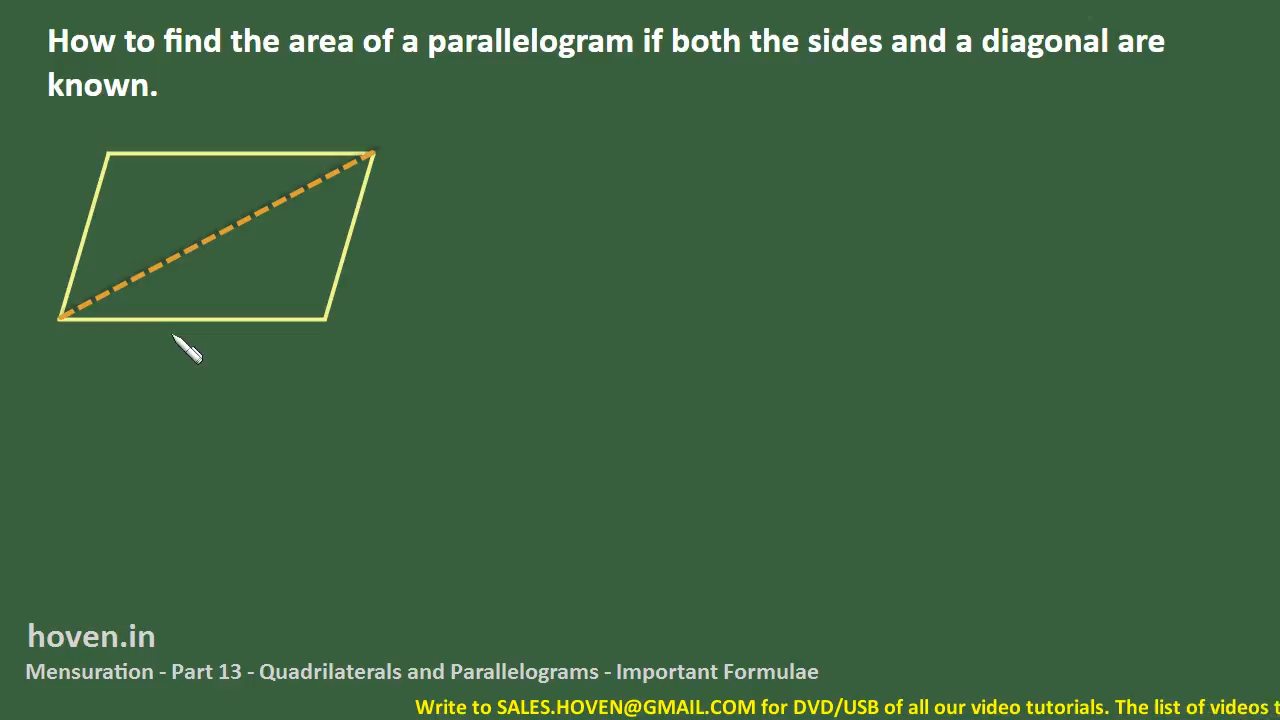 How to find the area of a parallelogram if both the sides and a diagonal are
known.
hoven.in
Mensuration - Part 13 - Quadrilaterals and Parallelograms - Important Formulae
Write to SALES.HOVEN@GMAIL.COM for DVD/USB of all our video tutorials. The list of videos